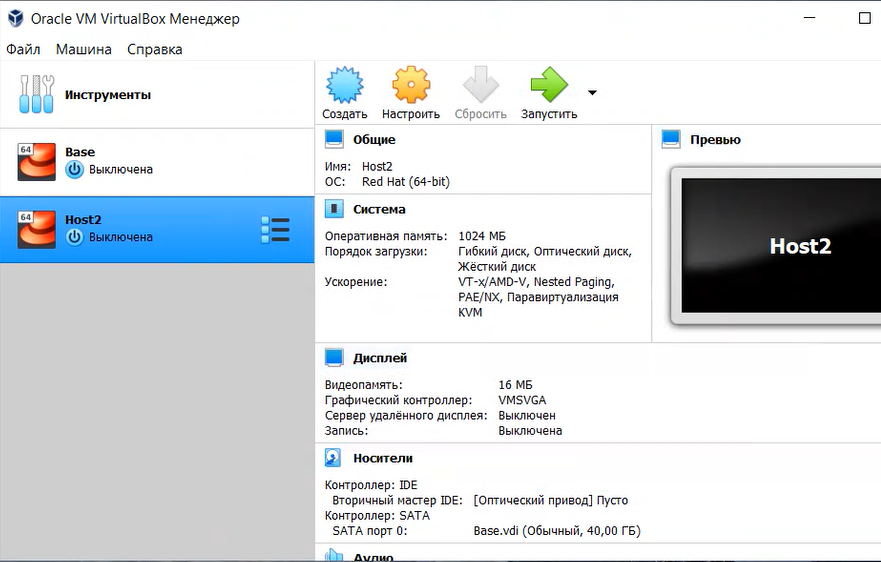 Oracle VM VirtualBox Менеджер
Файл Машина Справка
Инструменты
64
Base
Выключена
64
Host2
Выключена
Создать Настроить Сбросить Запустить
Общие
Имя: Host2
ОС: Red Hat (64-bit)
Превью
Host2
Система
Оперативная память: 1024 МБ
Порядок загрузки: Гибкий диск, Оптический диск,
Жёсткий диск
Ускорение: VT-x/AMD-V, Nested Paging,
PAE/NX, Паравиртуализация
KVM
Дисплей
Видеопамять: 16 МБ
Графический контроллер: VMSVGA
Сервер удалённого дисплея: Выключен
Запись: Выключена
Носители
Контроллер: IDE
Вторичный мастер IDE: [Оптический привод] Пусто
Контроллер: SATA
SATA порт 0: Base.vdi (Обычный, 40,00 ГБ)
Аудио